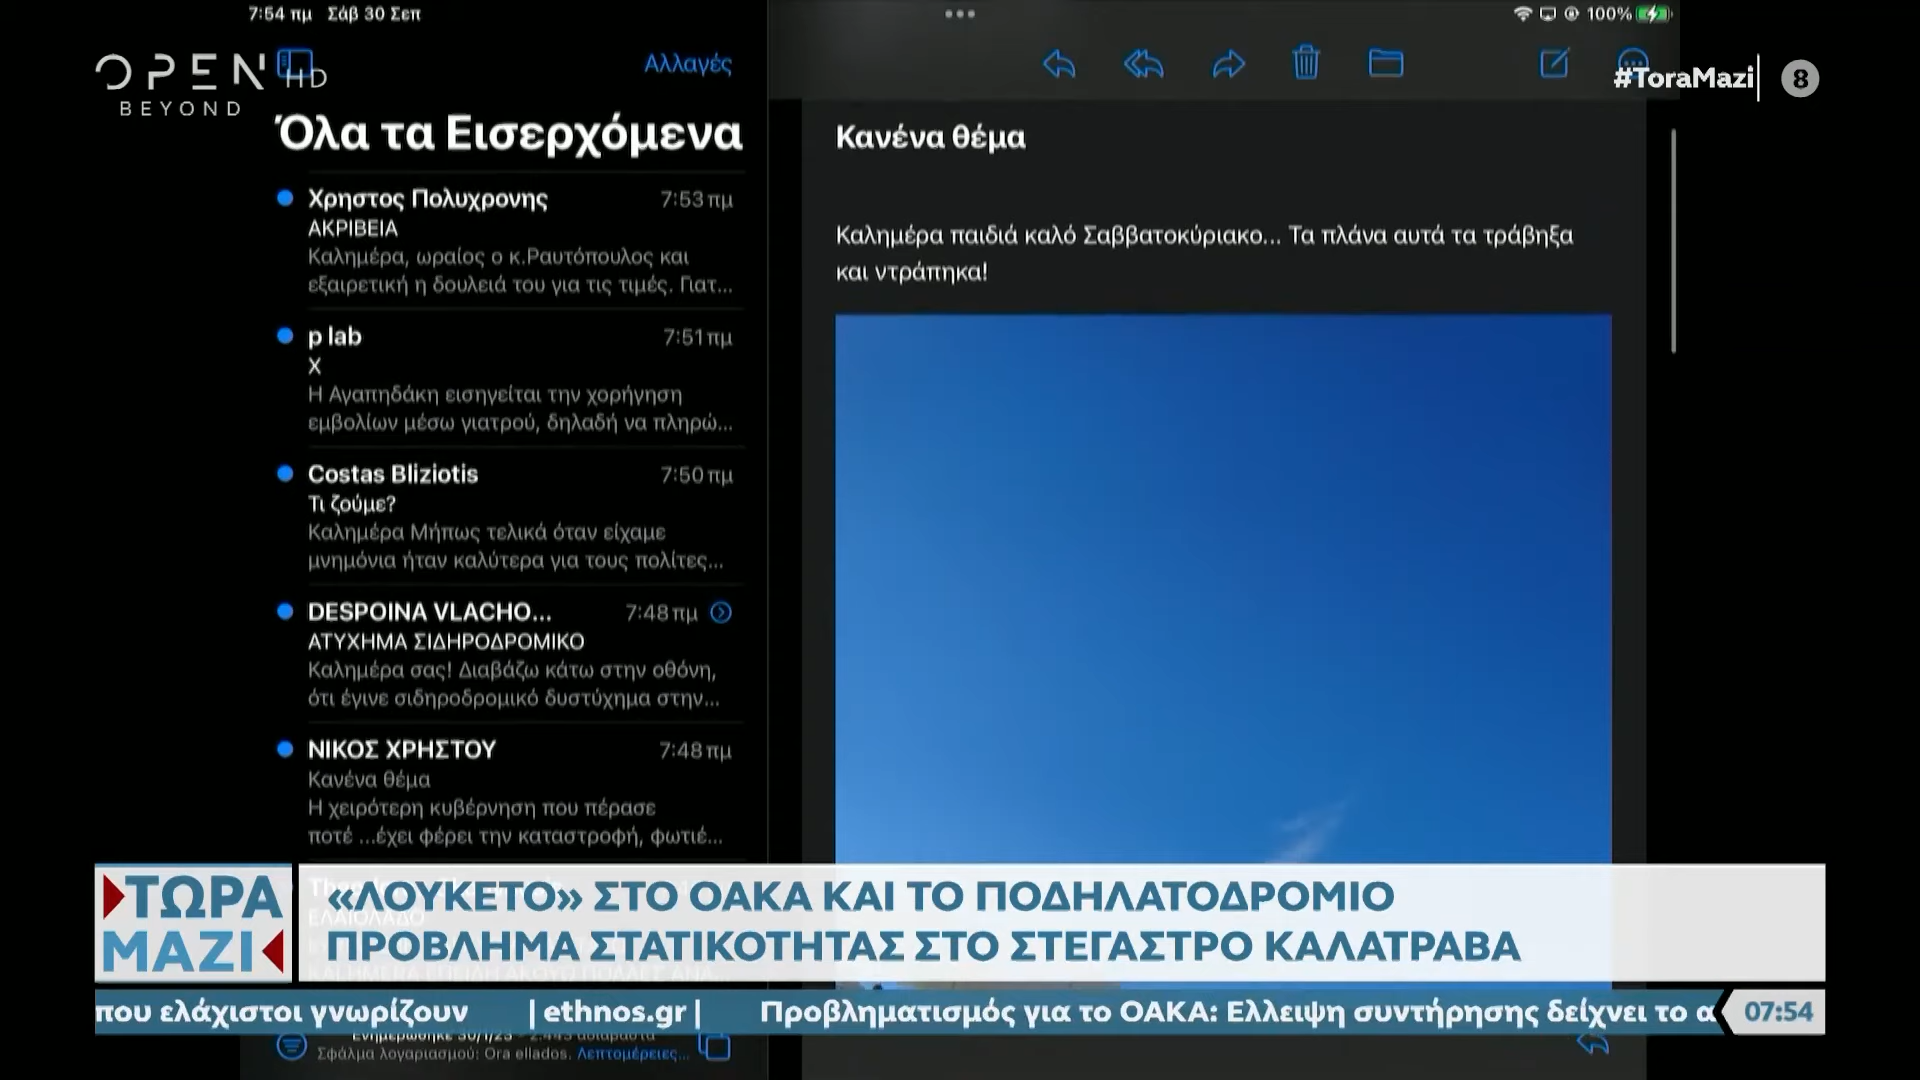 7:54 πμ Σάβ 30 Σεπ
100%
OPEN HD
BEYOND
Αλλαγές
#ToraMazi
8
Όλα τα Εισερχόμενα
Χρηστος Πολυχρονης 7:53 πμ
ΑΚΡΙΒΕΙΑ
Καλημέρα, ωραίος ο κ.Ραυτόπουλος και
εξαιρετική η δουλειά του για τις τιμές. Γιατ...
p lab 7:51 πμ
X
Η Αγαπηδάκη εισηγείται την χορήγηση
εμβολίων μέσω γιατρού, δηλαδή να πληρώ...
Costas Bliziotis 7:50 πμ
Τι ζούμε?
Καλημέρα Μήπως τελικά όταν είχαμε
μνημόνια ήταν καλύτερα για τους πολίτες...
DESPOINA VLACHO... 7:48 πμ
ΑΤΥΧΗΜΑ ΣΙΔΗΡΟΔΡΟΜΙΚΟ
Καλημέρα σας! Διαβάζω κάτω στην οθόνη,
ότι έγινε σιδηροδρομικό δυστύχημα στην...
ΝΙΚΟΣ ΧΡΗΣΤΟΥ 7:48 πμ
Κανένα θέμα
Η χειρότερη κυβέρνηση που πέρασε
ποτέ ...έχει φέρει την καταστροφή, φωτιέ...
Κανένα θέμα
Καλημέρα παιδιά καλό Σαββατοκύριακο... Τα πλάνα αυτά τα τράβηξα
και ντράπηκα!
ΕΛΑΙΟΛΑΔΟ
ΤΩΡΑ
ΜΑΖΙ
«ΛΟΥΚΕΤΟ» ΣΤΟ ΟΑΚΑ ΚΑΙ ΤΟ ΠΟΔΗΛΑΤΟΔΡΟΜΙΟ
ΠΡΟΒΛΗΜΑ ΣΤΑΤΙΚΟΤΗΤΑΣ ΣΤΟ ΣΤΕΓΑΣΤΡΟ ΚΑΛΑΤΡΑΒΑ
που ελάχιστοι γνωρίζουν | ethnos.gr | Προβληματισμός για το ΟΑΚΑ: Ελλειψη συντήρησης δείχνει το α
07:54
Σφάλμα λογαριασμού: Ora ellados. Λεπτομέρειες...